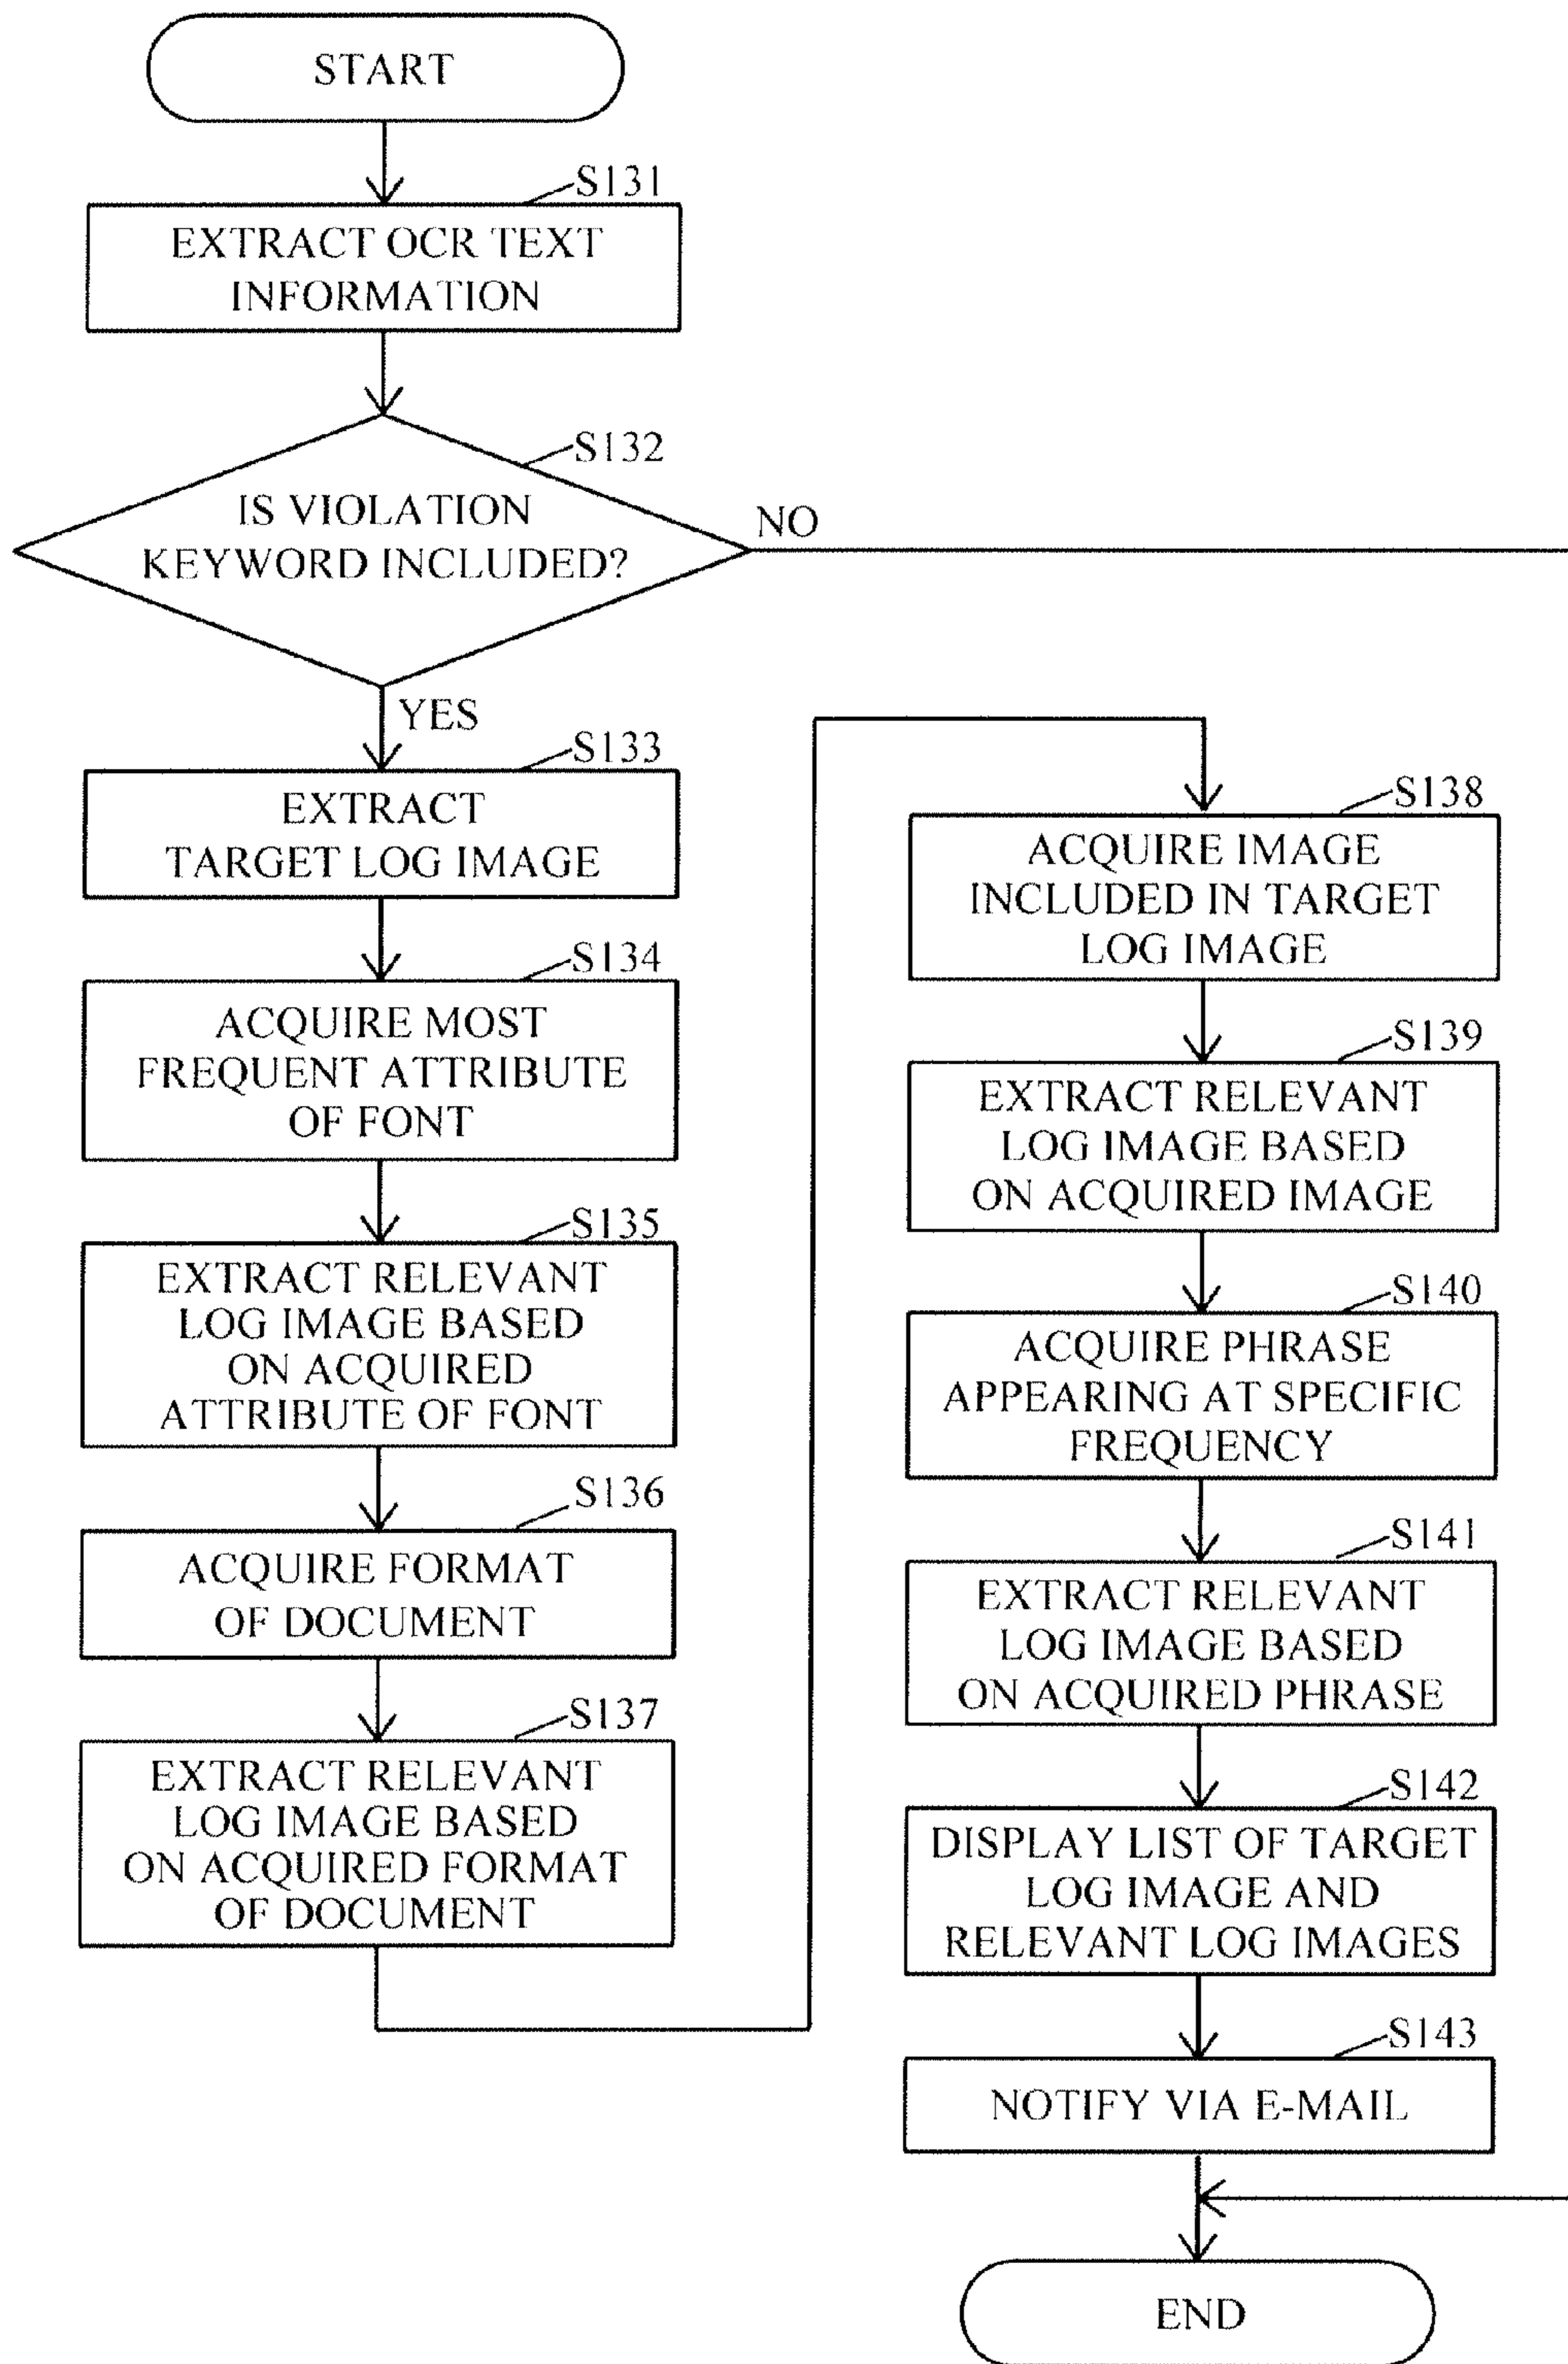 START
S131
EXTRACT OCR TEXT
INFORMATION
S132
IS VIOLATION
KEYWORD INCLUDED?
NO
YES
S133
EXTRACT
TARGET LOG IMAGE
S134
ACQUIRE MOST
FREQUENT ATTRIBUTE
OF FONT
S135
EXTRACT RELEVANT
LOG IMAGE BASED
ON ACQUIRED
ATTRIBUTE OF FONT
S136
ACQUIRE FORMAT
OF DOCUMENT
S137
EXTRACT RELEVANT
LOG IMAGE BASED
ON ACQUIRED FORMAT
OF DOCUMENT
S138
ACQUIRE IMAGE
INCLUDED IN TARGET
LOG IMAGE
S139
EXTRACT RELEVANT
LOG IMAGE BASED
ON ACQUIRED IMAGE
S140
ACQUIRE PHRASE
APPEARING AT SPECIFIC
FREQUENCY
S141
EXTRACT RELEVANT
LOG IMAGE BASED
ON ACQUIRED PHRASE
S142
DISPLAY LIST OF TARGET
LOG IMAGE AND
RELEVANT LOG IMAGES
S143
NOTIFY VIA E-MAIL
END